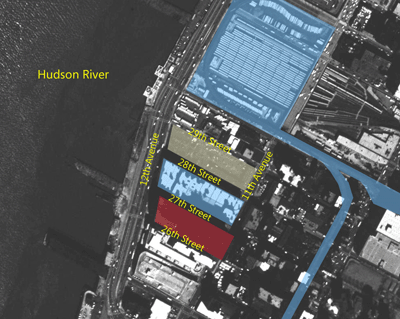 Hudson River
29th Street
12th Avenue
28th Street
11th Avenue
27th Street
26th Street